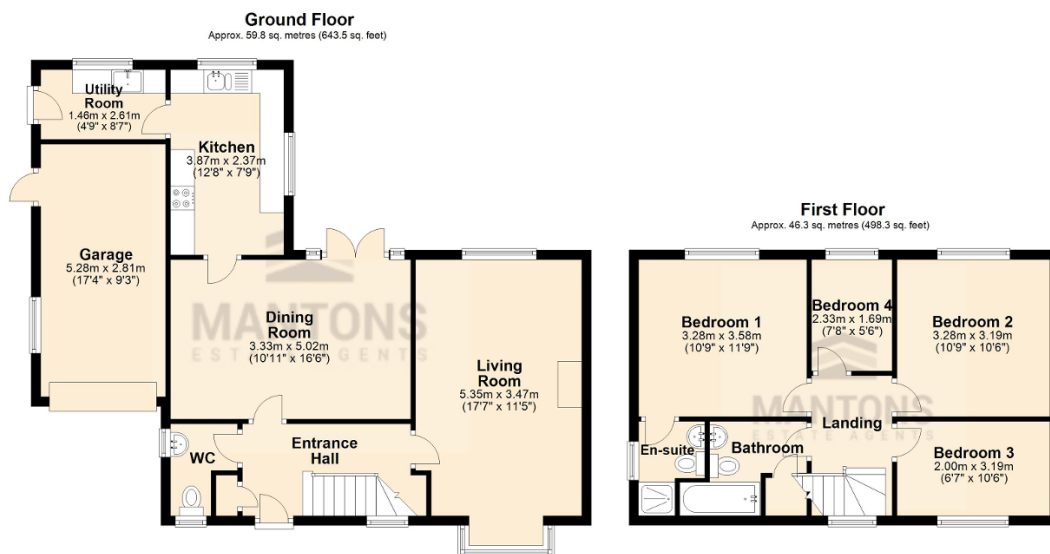 Ground Floor
Approx. 59.8 sq. metres (643.5 sq. feet)
Utility
Room
1.46m x 2.61m
(4'9" x 8'7")
Kitchen
3.87m x 2.37m
(12'8" x 7'9")
Garage
5.28m x 2.81m
(17'4" x 9'3")
Dining
Room
3.33m x 5.02m
(10'11" x 16'6")
Living
Room
5.35m x 3.47m
(17'7" x 11'5")
WC
Entrance
Hall
MANTONS
ESTATE AGENTS
First Floor
Approx. 46.3 sq. metres (498.3 sq. feet)
Bedroom 1
3.28m x 3.58m
(10'9" x 11'9")
Bedroom 4
2.33m x 1.69m
(7'8" x 5'6")
Bedroom 2
3.28m x 3.19m
(10'9" x 10'6")
En-suite
Bathroom
Landing
Bedroom 3
2.00m x 3.19m
(6'7" x 10'6")
MANTONS
ESTATE AGENTS